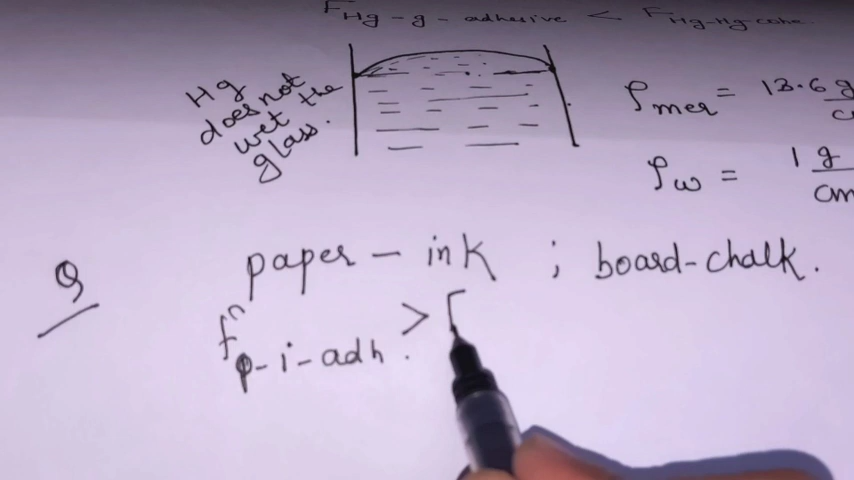 F Hg-g-adhesive < F Hg-Hg-cohe.
Hg does not wet the glass.
ρ mer = 13.6 g/c
ρ w = 1 g/cm
Q paper - ink ; board-chalk.
f n p-i-adh. > F